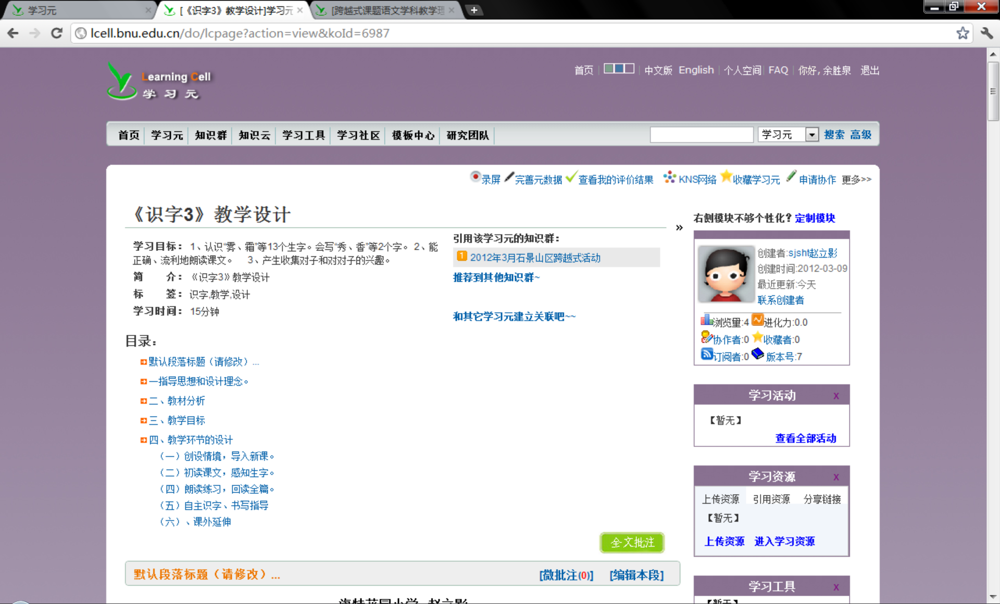 学习元
[《识字3》教学设计]学习元
[跨越式课题语文学科教学理
lcell.bnu.edu.cn/do/lcpage?action=view&koId=6987
Learning Cell
学习元
首页 中文版 English 个人空间 FAQ 你好, 余胜泉 退出
首页 学习元 知识群 知识云 学习工具 学习社区 模板中心 研究团队
学习元 搜索 高级
录屏 完善元数据 查看我的评价结果 KNS网络 收藏学习元 申请协作 更多>>
《识字3》教学设计
学习目标： 1、认识“雾、霜”等13个生字。会写“秀、香”等2个字。 2、能
正确、流利地朗读课文。 3、产生收集对子和对对子的兴趣。
简 介： 《识字3》教学设计
标 签： 识字,教学,设计
学习时间： 15分钟
引用该学习元的知识群：
1 2012年3月石景山区跨越式活动
推荐到其他知识群~
和其它学习元建立关联吧~~
目录：
默认段落标题（请修改）...
一指导思想和设计理念。
二、教材分析
三、教学目标
四、教学环节的设计
（一）创设情境，导入新课。
（二）初读课文，感知生字。
（四）朗读练习，回读全篇。
（五）自主识字、书写指导
（六）、课外延伸
全文批注
默认段落标题（请修改）... [微批注(0)] [编辑本段]
»
右侧模块不够个性化？定制模块
创建者:sjsht赵立影
创建时间:2012-03-09
最近更新:今天
联系创建者
浏览量:4 进化力:0.0
协作者:0 收藏者:0
订阅者:0 版本号:7
学习活动 x
【暂无】
查看全部活动
学习资源 x
上传资源 引用资源 分享链接
【暂无】
上传资源 进入学习资源
学习工具 x
【暂无】